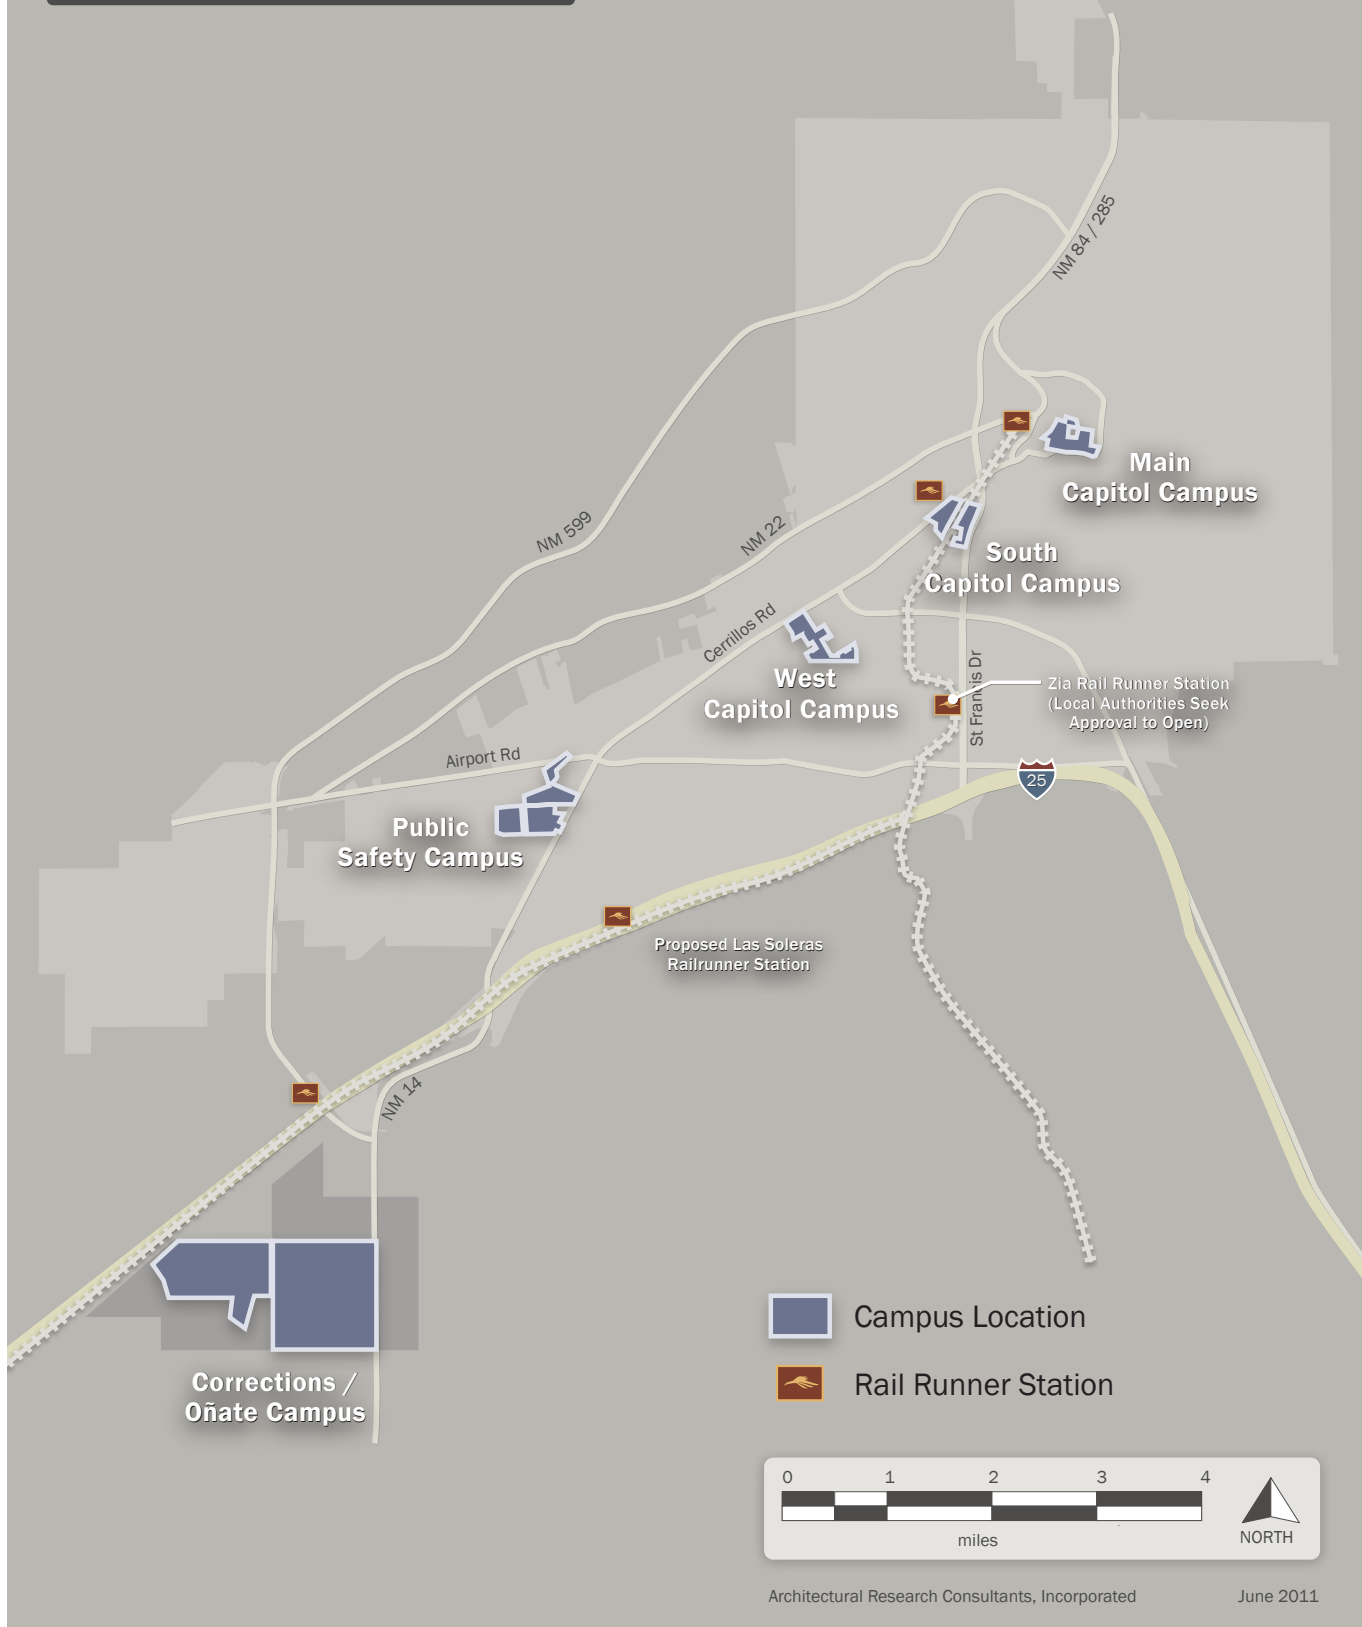 NM 84 / 285
Main
Capitol Campus
NM 599
NM 22
South
Capitol Campus
Cerrillos Rd
West
Capitol Campus
St Francis Dr
Zia Rail Runner Station
(Local Authorities Seek
Approval to Open)
Airport Rd
25
Public
Safety Campus
Proposed Las Soleras
Railrunner Station
NM 14
Corrections /
Oñate Campus
Campus Location
Rail Runner Station
0 1 2 3 4
miles
NORTH
Architectural Research Consultants, Incorporated June 2011